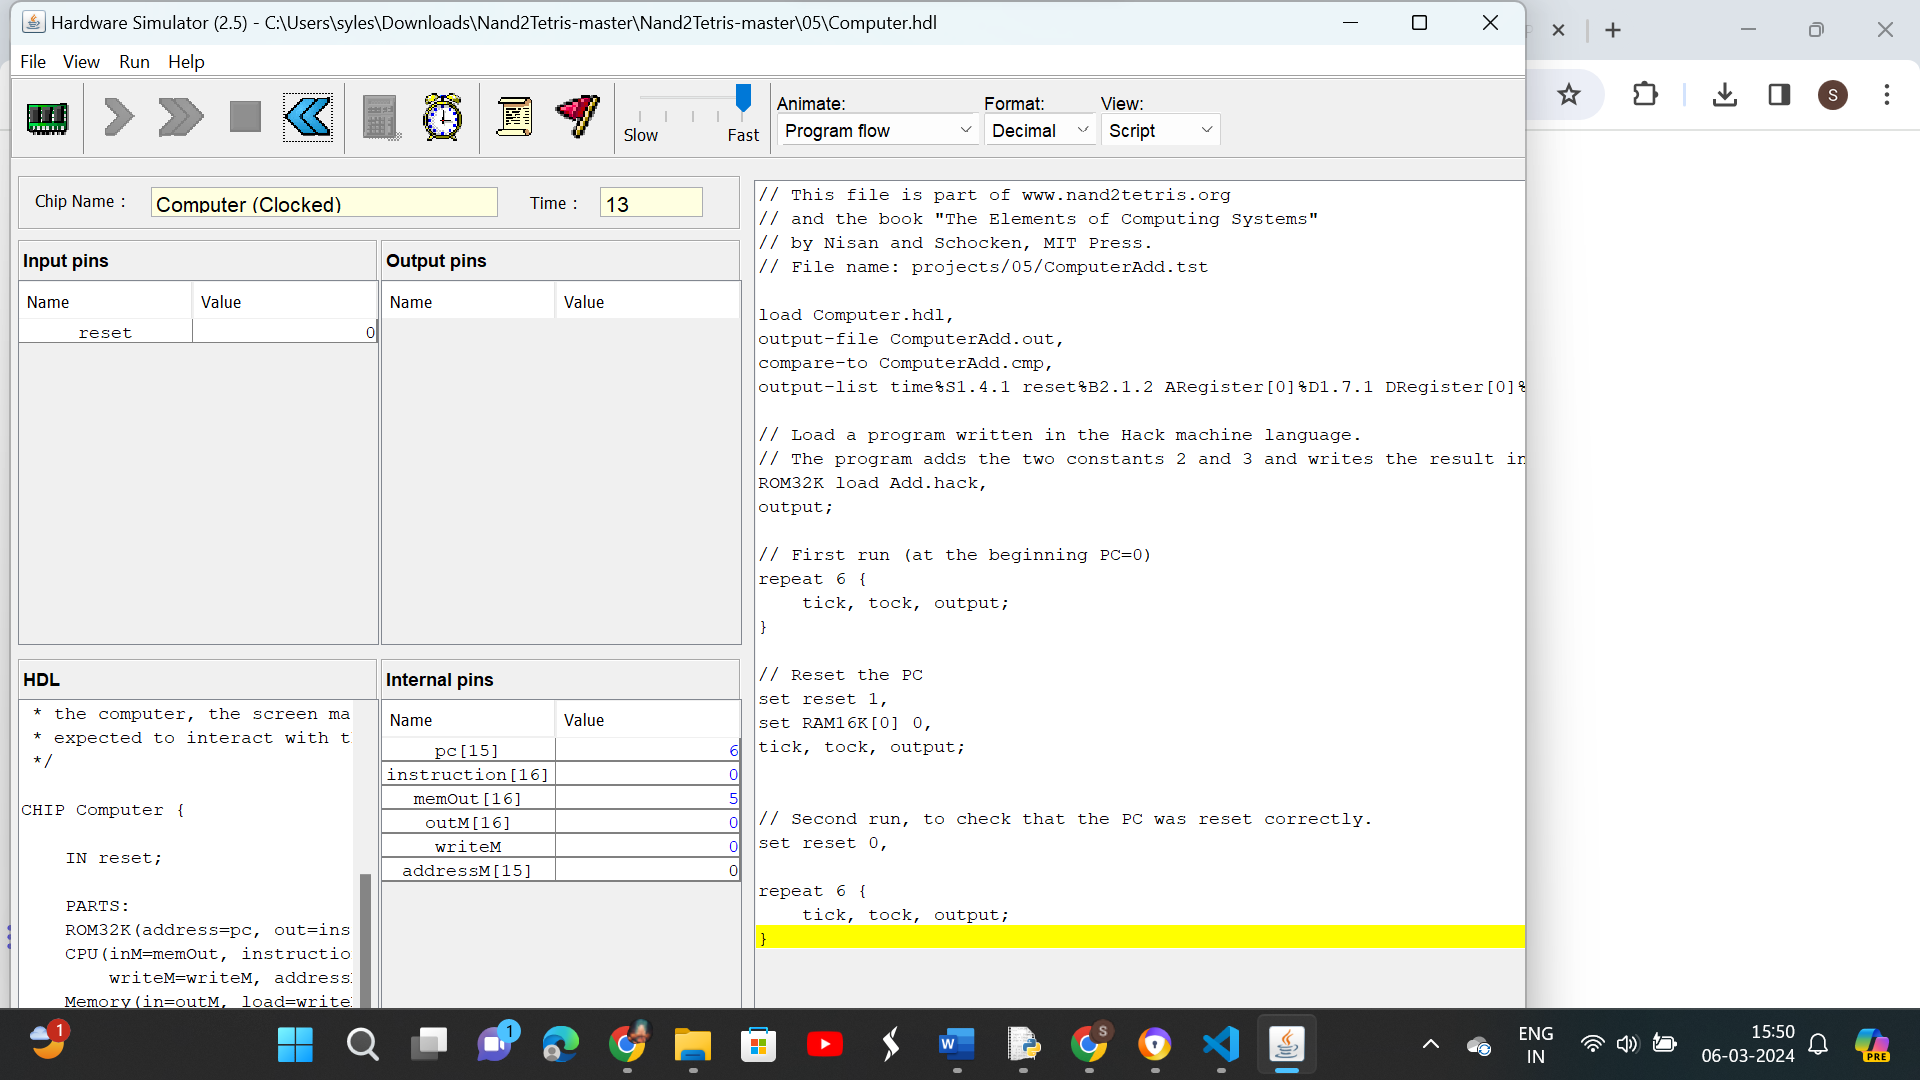 Hardware Simulator (2.5) - C:\Users\syles\Downloads\Nand2Tetris-master\Nand2Tetris-master\05\Computer.hdl
File View Run Help
Slow Fast
Animate: Format: View:
Program flow Decimal Script
S
Chip Name : Computer (Clocked) Time : 13
Input pins
Name Value
reset 0
Output pins
Name Value
HDL
* the computer, the screen ma
* expected to interact with t
*/
CHIP Computer {
IN reset;
PARTS:
ROM32K(address=pc, out=ins
CPU(inM=memOut, instructio
writeM=writeM, address
Memory(in=outM, load=write
Internal pins
Name Value
pc[15] 6
instruction[16] 0
memOut[16] 5
outM[16] 0
writeM 0
addressM[15] 0
// This file is part of www.nand2tetris.org
// and the book "The Elements of Computing Systems"
// by Nisan and Schocken, MIT Press.
// File name: projects/05/ComputerAdd.tst
load Computer.hdl,
output-file ComputerAdd.out,
compare-to ComputerAdd.cmp,
output-list time%S1.4.1 reset%B2.1.2 ARegister[0]%D1.7.1 DRegister[0]%
// Load a program written in the Hack machine language.
// The program adds the two constants 2 and 3 and writes the result in
ROM32K load Add.hack,
output;
// First run (at the beginning PC=0)
repeat 6 {
tick, tock, output;
}
// Reset the PC
set reset 1,
set RAM16K[0] 0,
tick, tock, output;
// Second run, to check that the PC was reset correctly.
set reset 0,
repeat 6 {
tick, tock, output;
}
1
1
W
S
ENG
IN
15:50
06-03-2024
PRE